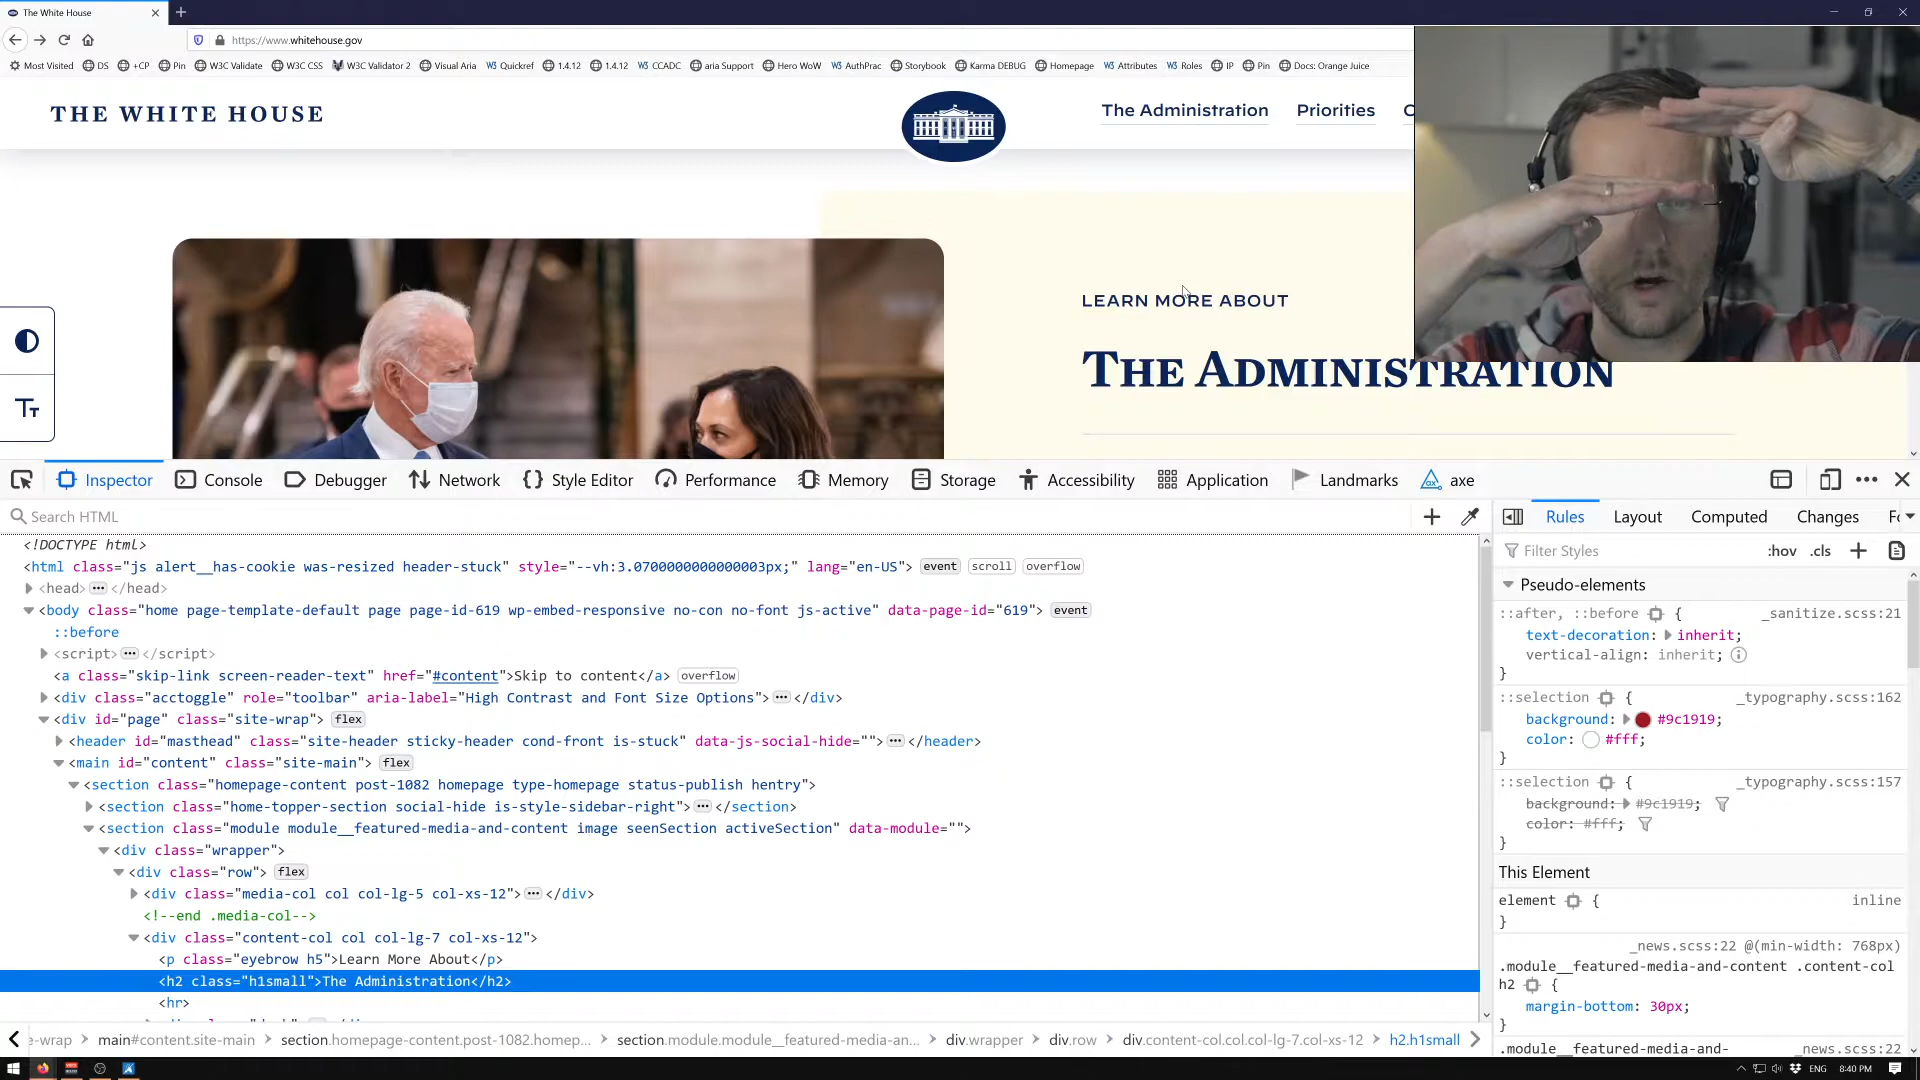 The White House
https://www.whitehouse.gov
Most Visited DS +CP Pin W3C Validate W3C CSS W3C Validator 2 Visual Aria W3 Quickref 1.4.12 1.4.12 W3 CCADC aria Support Hero WoW W3 AuthPrac Storybook Karma DEBUG Homepage W3 Attributes W3 Roles IP Pin Docs: Orange Juice
THE WHITE HOUSE
The Administration Priorities
LEARN MORE ABOUT
THE ADMINISTRATION
Tт
Inspector Console Debugger Network Style Editor Performance Memory Storage Accessibility Application Landmarks axe
Search HTML
Rules Layout Computed Changes
Filter Styles :hov .cls
<!DOCTYPE html>
<html class="js alert__has-cookie was-resized header-stuck" style="--vh:3.0700000000000003px;" lang="en-US"> event scroll overflow
<head> ••• </head>
<body class="home page-template-default page page-id-619 wp-embed-responsive no-con no-font js-active" data-page-id="619"> event
::before
<script> ••• </script>
<a class="skip-link screen-reader-text" href="#content">Skip to content</a> overflow
<div class="acctoggle" role="toolbar" aria-label="High Contrast and Font Size Options"> ••• </div>
<div id="page" class="site-wrap"> flex
<header id="masthead" class="site-header sticky-header cond-front is-stuck" data-js-social-hide=""> ••• </header>
<main id="content" class="site-main"> flex
<section class="homepage-content post-1082 homepage type-homepage status-publish hentry">
<section class="home-topper-section social-hide is-style-sidebar-right"> ••• </section>
<section class="module module__featured-media-and-content image seenSection activeSection" data-module="">
<div class="wrapper">
<div class="row"> flex
<div class="media-col col col-lg-5 col-xs-12"> ••• </div>
<!--end .media-col-->
<div class="content-col col col-lg-7 col-xs-12">
<p class="eyebrow h5">Learn More About</p>
<h2 class="h1small">The Administration</h2>
<hr>
Pseudo-elements
::after, ::before { _sanitize.scss:21
text-decoration: inherit;
vertical-align: inherit;
}
::selection { _typography.scss:162
background: #9c1919;
color: #fff;
}
::selection { _typography.scss:157
background: #9c1919;
color: #fff;
}
This Element
element { inline
}
_news.scss:22 @(min-width: 768px)
.module__featured-media-and-content .content-col
h2 {
margin-bottom: 30px;
}
.module__featured-media-and- _news.scss:22
e-wrap main#content.site-main section.homepage-content.post-1082.homep... section.module.module__featured-media-an... div.wrapper div.row div.content-col.col.col-lg-7.col-xs-12 h2.h1small
ENG 8:40 PM